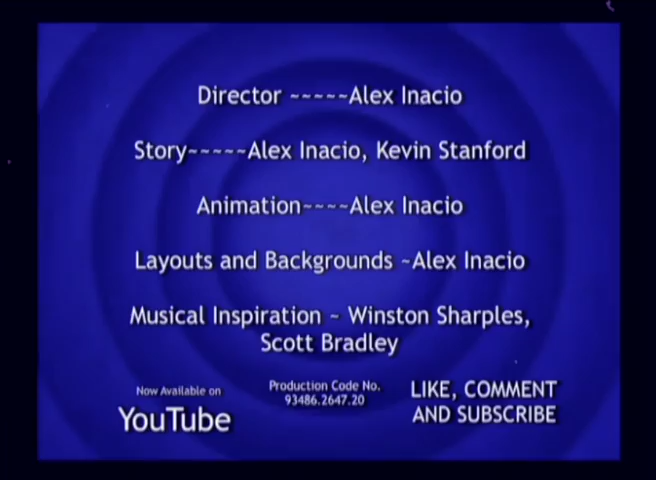 Director ~~~~~Alex Inacio
Story~~~~~Alex Inacio, Kevin Stanford
Animation~~~~Alex Inacio
Layouts and Backgrounds ~Alex Inacio
Musical Inspiration ~ Winston Sharples,
Scott Bradley
Now Available on
YouTube
Production Code No.
93486.2647.20
LIKE, COMMENT
AND SUBSCRIBE